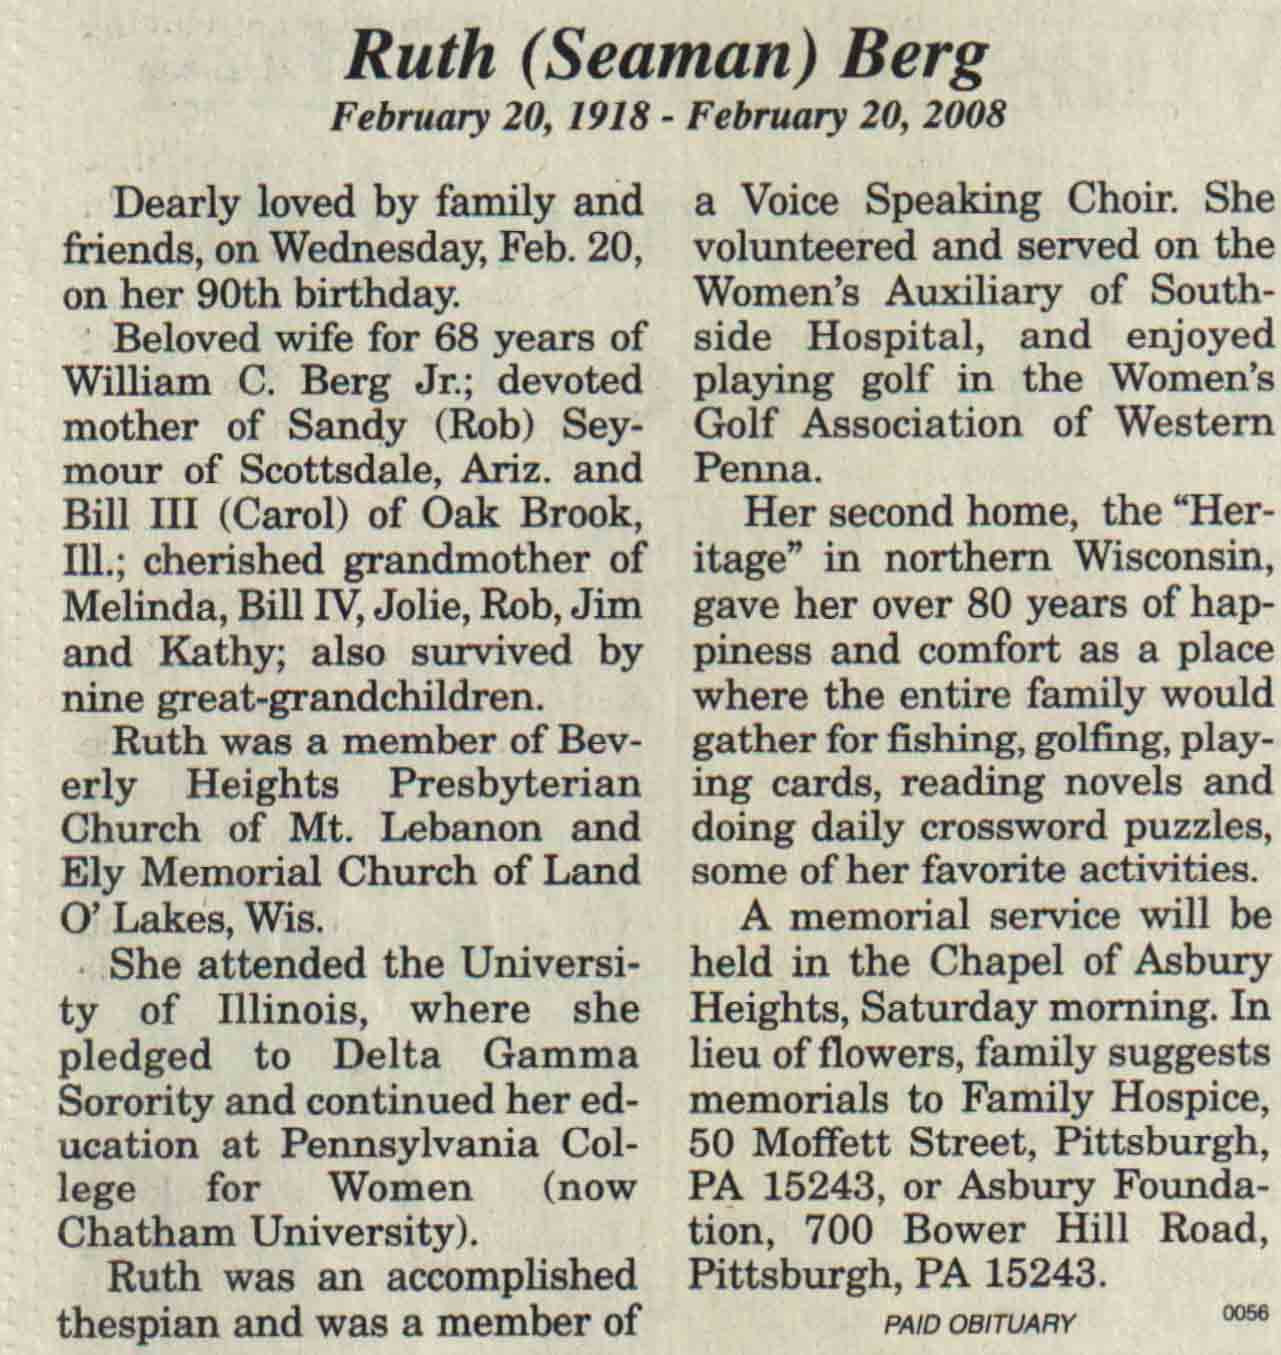 Ruth (Seaman) Berg
February 20, 1918 - February 20, 2008
Dearly loved by family and
friends, on Wednesday, Feb. 20,
on her 90th birthday.
Beloved wife for 68 years of
William C. Berg Jr.; devoted
mother of Sandy (Rob) Sey-
mour of Scottsdale, Ariz. and
Bill III (Carol) of Oak Brook,
Ill.; cherished grandmother of
Melinda, Bill IV, Jolie, Rob, Jim
and Kathy; also survived by
nine great-grandchildren.
Ruth was a member of Bev-
erly Heights Presbyterian
Church of Mt. Lebanon and
Ely Memorial Church of Land
O' Lakes, Wis.
She attended the Universi-
ty of Illinois, where she
pledged to Delta Gamma
Sorority and continued her ed-
ucation at Pennsylvania Col-
lege for Women (now
Chatham University).
Ruth was an accomplished
thespian and was a member of
a Voice Speaking Choir. She
volunteered and served on the
Women's Auxiliary of South-
side Hospital, and enjoyed
playing golf in the Women's
Golf Association of Western
Penna.
Her second home, the "Her-
itage" in northern Wisconsin,
gave her over 80 years of hap-
piness and comfort as a place
where the entire family would
gather for fishing, golfing, play-
ing cards, reading novels and
doing daily crossword puzzles,
some of her favorite activities.
A memorial service will be
held in the Chapel of Asbury
Heights, Saturday morning. In
lieu of flowers, family suggests
memorials to Family Hospice,
50 Moffett Street, Pittsburgh,
PA 15243, or Asbury Founda-
tion, 700 Bower Hill Road,
Pittsburgh, PA 15243.
PAID OBITUARY 0056